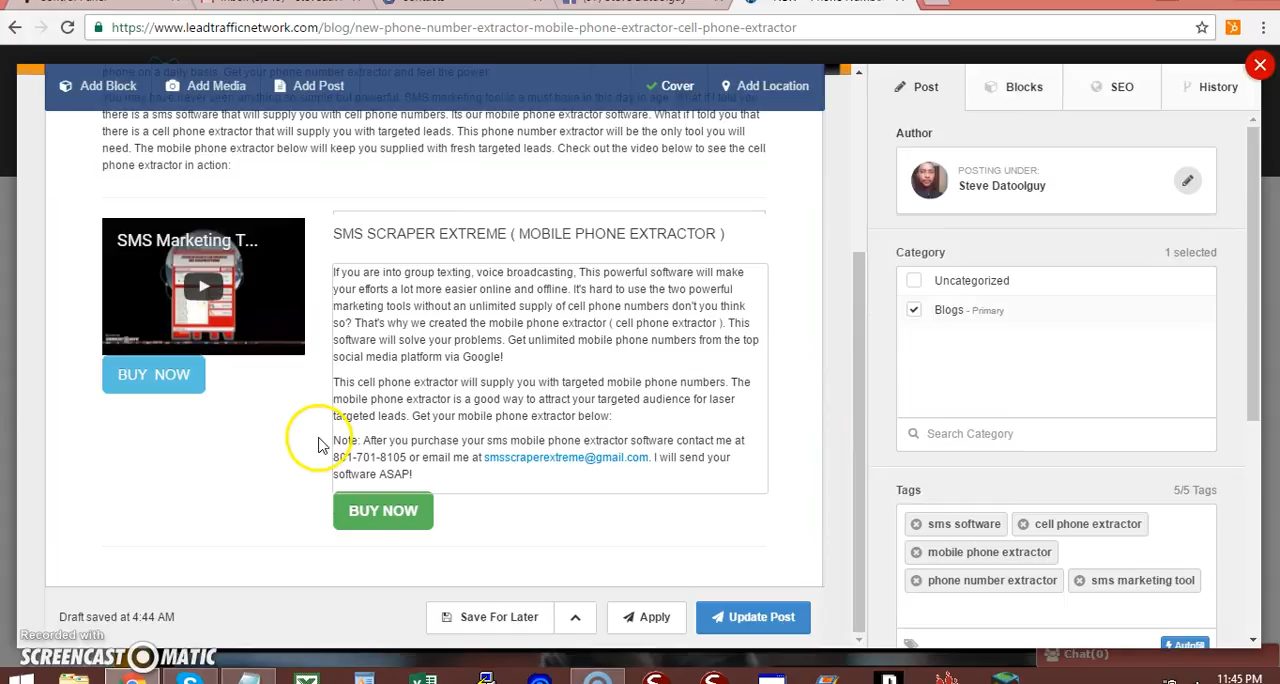 https://www.leadtrafficnetwork.com/blog/new-phone-number-extractor-mobile-phone-extractor-cell-phone-extractor
phone on a daily basis. Get your phone number extractor and feel the power.
Add Block
Add Media
Add Post
Cover
Add Location
Post
Blocks
SEO
History
there is a sms software that will supply you with cell phone numbers. Its our mobile phone extractor software. What if I told you
that there is a cell phone extractor that will supply you with targeted leads. This phone number extractor will be the only tool you will
need. The mobile phone extractor below will keep you supplied with fresh targeted leads. Check out the video below to see the cell
phone extractor in action:
SMS Marketing T...
BUY NOW
SMS SCRAPER EXTREME ( MOBILE PHONE EXTRACTOR )
If you are into group texting, voice broadcasting, This powerful software will make
your efforts a lot more easier online and offline. It's hard to use the two powerful
marketing tools without an unlimited supply of cell phone numbers don't you think
so? That's why we created the mobile phone extractor ( cell phone extractor ). This
software will solve your problems. Get unlimited mobile phone numbers from the top
social media platform via Google!
This cell phone extractor will supply you with targeted mobile phone numbers. The
mobile phone extractor is a good way to attract your targeted audience for laser
targeted leads. Get your mobile phone extractor below:
Note: After you purchase your sms mobile phone extractor software contact me at
801-701-8105 or email me at smsscraperextreme@gmail.com. I will send your
software ASAP!
BUY NOW
Author
POSTING UNDER:
Steve Datoolguy
Category
1 selected
Uncategorized
Blogs - Primary
Search Category
Tags
5/5 Tags
sms software
cell phone extractor
mobile phone extractor
phone number extractor
sms marketing tool
Autofill
Draft saved at 4:44 AM
Save For Later
Apply
Update Post
Recorded with
SCREENCAST MATIC
Chat(0)
11:45 PM